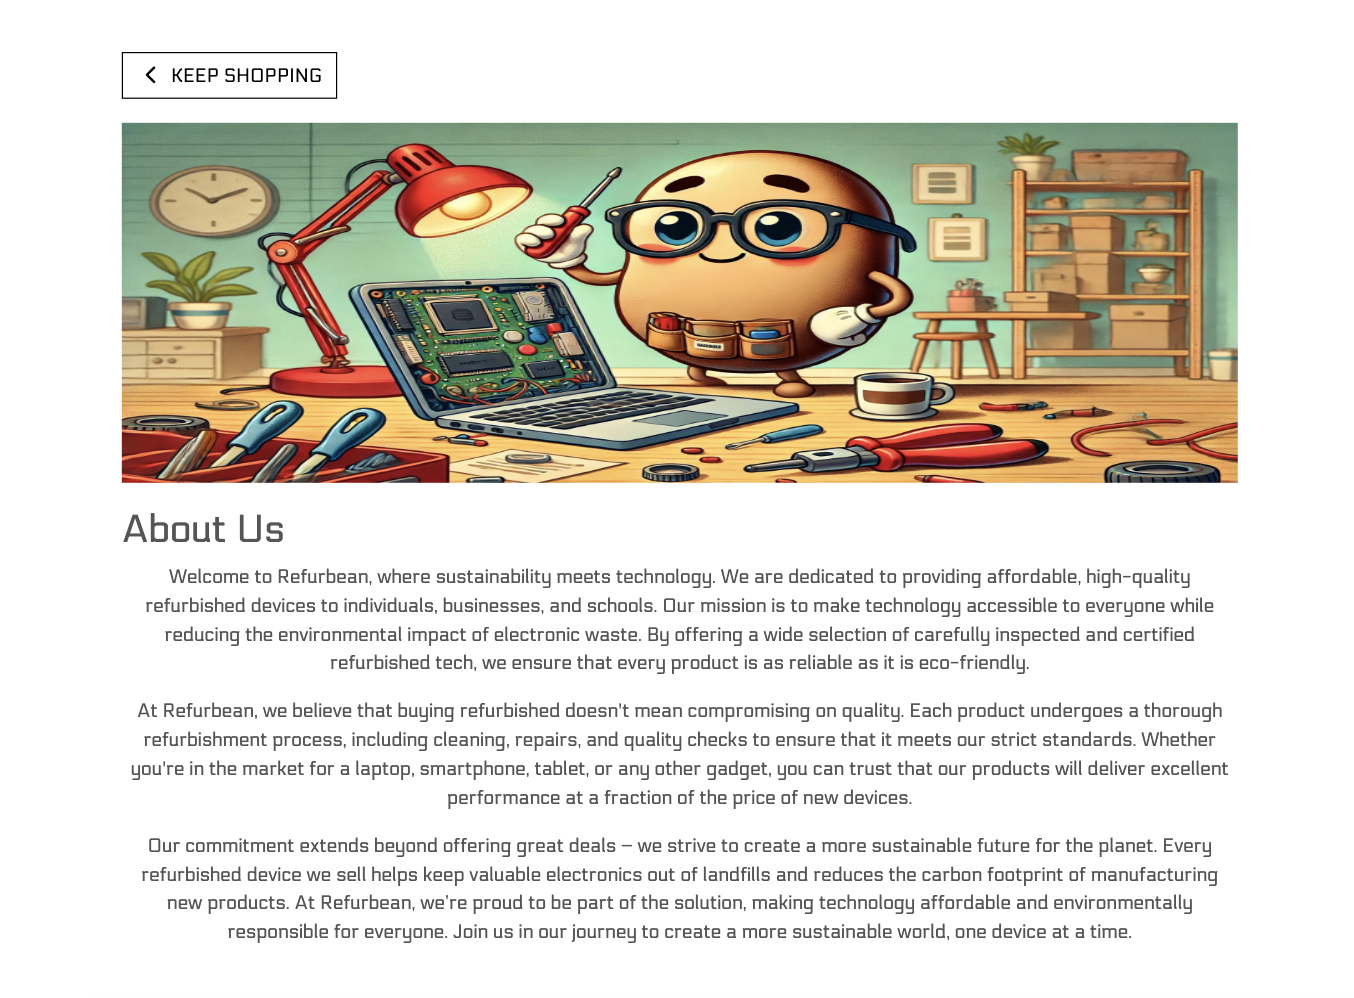 KEEP SHOPPING
About Us
Welcome to Refurbean, where sustainability meets technology. We are dedicated to providing affordable, high-quality
refurbished devices to individuals, businesses, and schools. Our mission is to make technology accessible to everyone while
reducing the environmental impact of electronic waste. By offering a wide selection of carefully inspected and certified
refurbished tech, we ensure that every product is as reliable as it is eco-friendly.
At Refurbean, we believe that buying refurbished doesn't mean compromising on quality. Each product undergoes a thorough
refurbishment process, including cleaning, repairs, and quality checks to ensure that it meets our strict standards. Whether
you're in the market for a laptop, smartphone, tablet, or any other gadget, you can trust that our products will deliver excellent
performance at a fraction of the price of new devices.
Our commitment extends beyond offering great deals – we strive to create a more sustainable future for the planet. Every
refurbished device we sell helps keep valuable electronics out of landfills and reduces the carbon footprint of manufacturing
new products. At Refurbean, we're proud to be part of the solution, making technology affordable and environmentally
responsible for everyone. Join us in our journey to create a more sustainable world, one device at a time.